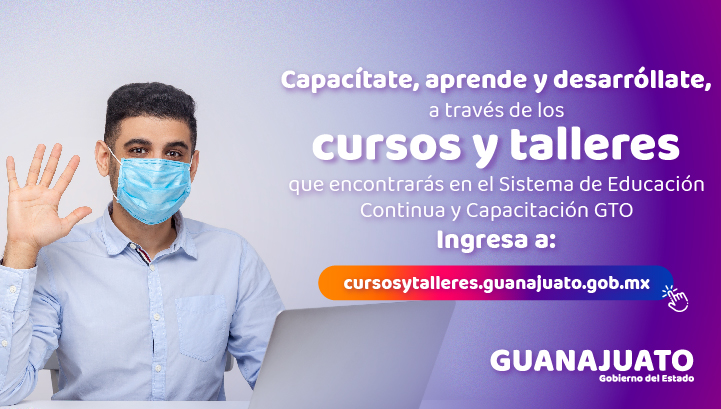 Capacítate, aprende y desarróllate,
a través de los
cursos y talleres
que encontrarás en el Sistema de Educación
Continua y Capacitación GTO
Ingresa a:
cursosytalleres.guanajuato.gob.mx
GUANAJUATO
Gobierno del Estado